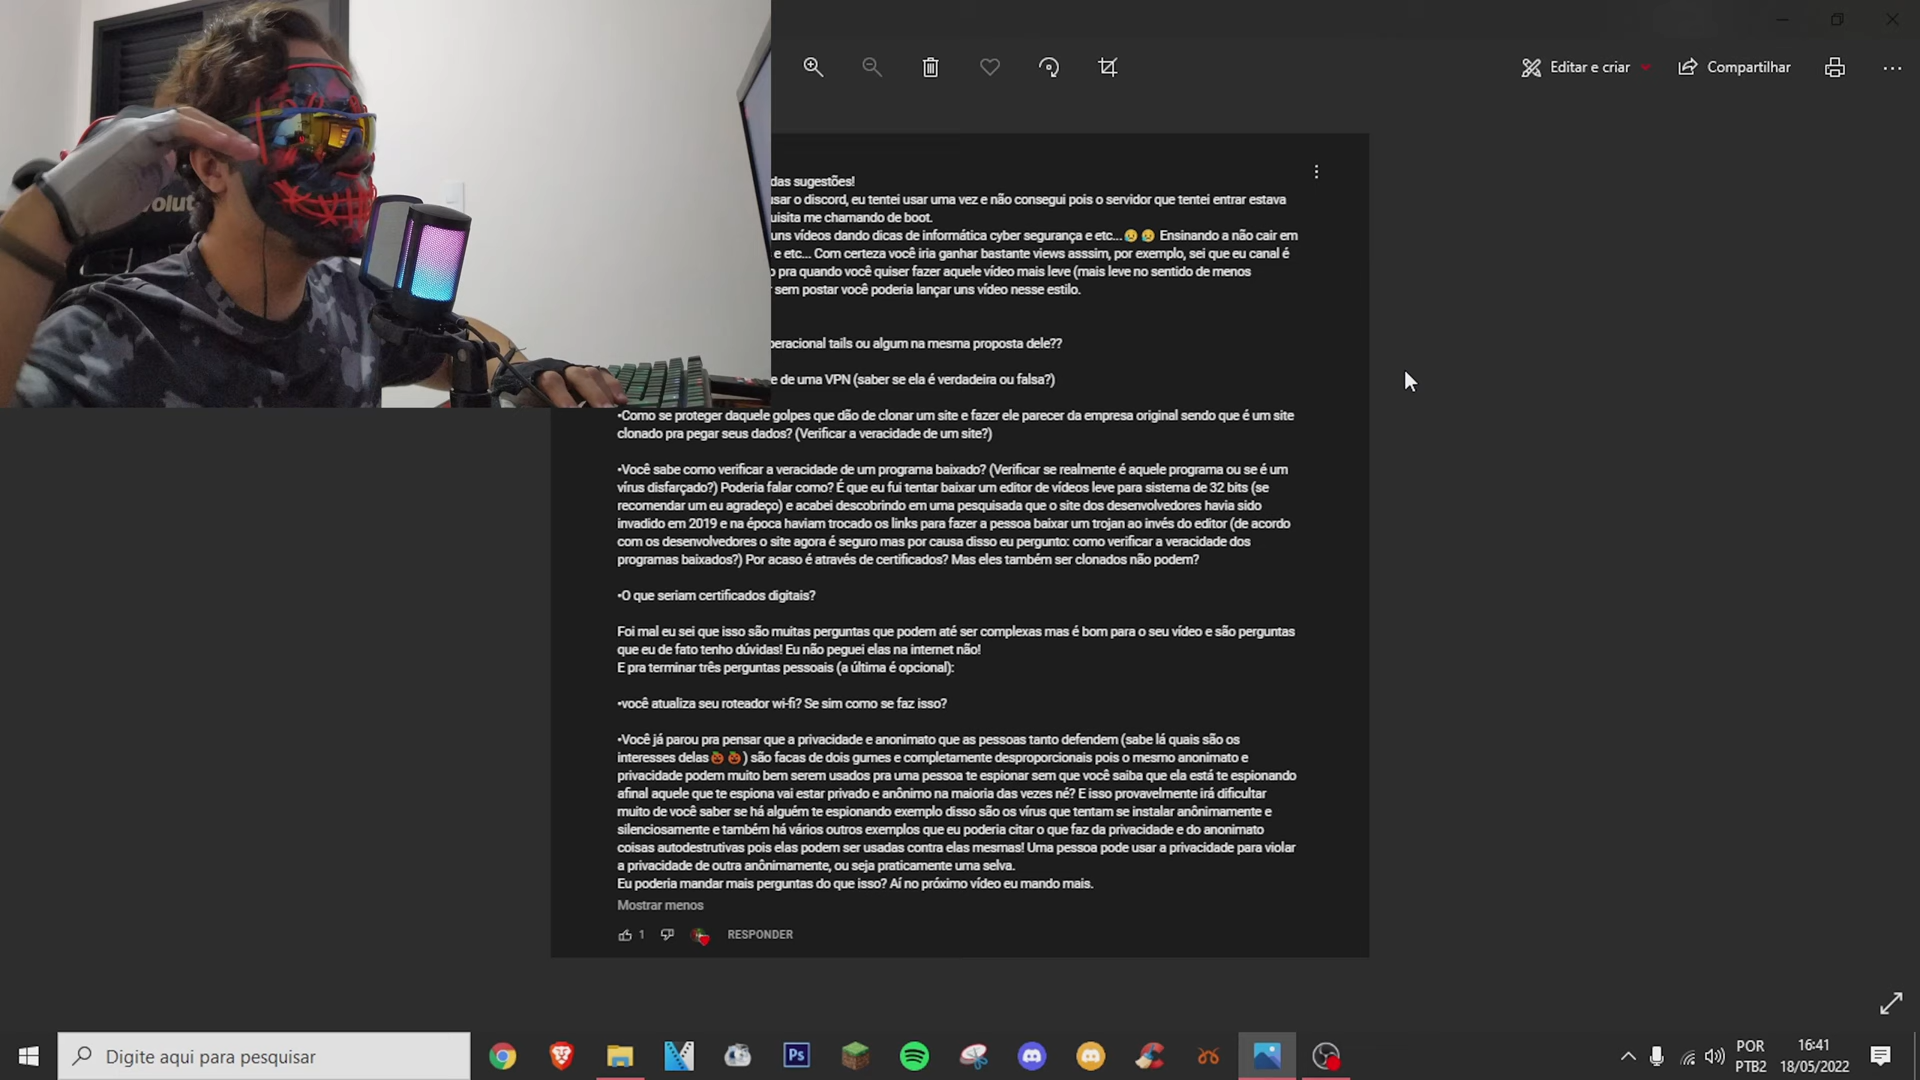 Editar e criar
Compartilhar
das sugestões!
usar o discord, eu tentei usar uma vez e não consegui pois o servidor que tentei entrar estava
uisita me chamando de boot.
uns vídeos dando dicas de informática cyber segurança e etc...😥😥 Ensinando a não cair em
e etc... Com certeza você iria ganhar bastante views asssim, por exemplo, sei que eu canal é
o pra quando você quiser fazer aquele vídeo mais leve (mais leve no sentido de menos
r sem postar você poderia lançar uns vídeo nesse estilo.
peracional tails ou algum na mesma proposta dele??
e de uma VPN (saber se ela é verdadeira ou falsa?)
•Como se proteger daquele golpes que dão de clonar um site e fazer ele parecer da empresa original sendo que é um site
clonado pra pegar seus dados? (Verificar a veracidade de um site?)
•Você sabe como verificar a veracidade de um programa baixado? (Verificar se realmente é aquele programa ou se é um
vírus disfarçado?) Poderia falar como? É que eu fui tentar baixar um editor de vídeos leve para sistema de 32 bits (se
recomendar um eu agradeço) e acabei descobrindo em uma pesquisada que o site dos desenvolvedores havia sido
invadido em 2019 e na época haviam trocado os links para fazer a pessoa baixar um trojan ao invés do editor (de acordo
com os desenvolvedores o site agora é seguro mas por causa disso eu pergunto: como verificar a veracidade dos
programas baixados?) Por acaso é através de certificados? Mas eles também ser clonados não podem?
•O que seriam certificados digitais?
Foi mal eu sei que isso são muitas perguntas que podem até ser complexas mas é bom para o seu vídeo e são perguntas
que eu de fato tenho dúvidas! Eu não peguei elas na internet não!
E pra terminar três perguntas pessoais (a última é opcional):
•você atualiza seu roteador wi-fi? Se sim como se faz isso?
•Você já parou pra pensar que a privacidade e anonimato que as pessoas tanto defendem (sabe lá quais são os
interesses delas🎃🎃) são facas de dois gumes e completamente desproporcionais pois o mesmo anonimato e
privacidade podem muito bem serem usados pra uma pessoa te espionar sem que você saiba que ela está te espionando
afinal aquele que te espiona vai estar privado e anônimo na maioria das vezes né? E isso provavelmente irá dificultar
muito de você saber se há alguém te espionando exemplo disso são os vírus que tentam se instalar anônimamente e
silenciosamente e também há vários outros exemplos que eu poderia citar o que faz da privacidade e do anonimato
coisas autodestrutivas pois elas podem ser usadas contra elas mesmas! Uma pessoa pode usar a privacidade para violar
a privacidade de outra anônimamente, ou seja praticamente uma selva.
Eu poderia mandar mais perguntas do que isso? Aí no próximo vídeo eu mando mais.
Mostrar menos
1
RESPONDER
Digite aqui para pesquisar
Ps
POR
PTB2
16:41
18/05/2022